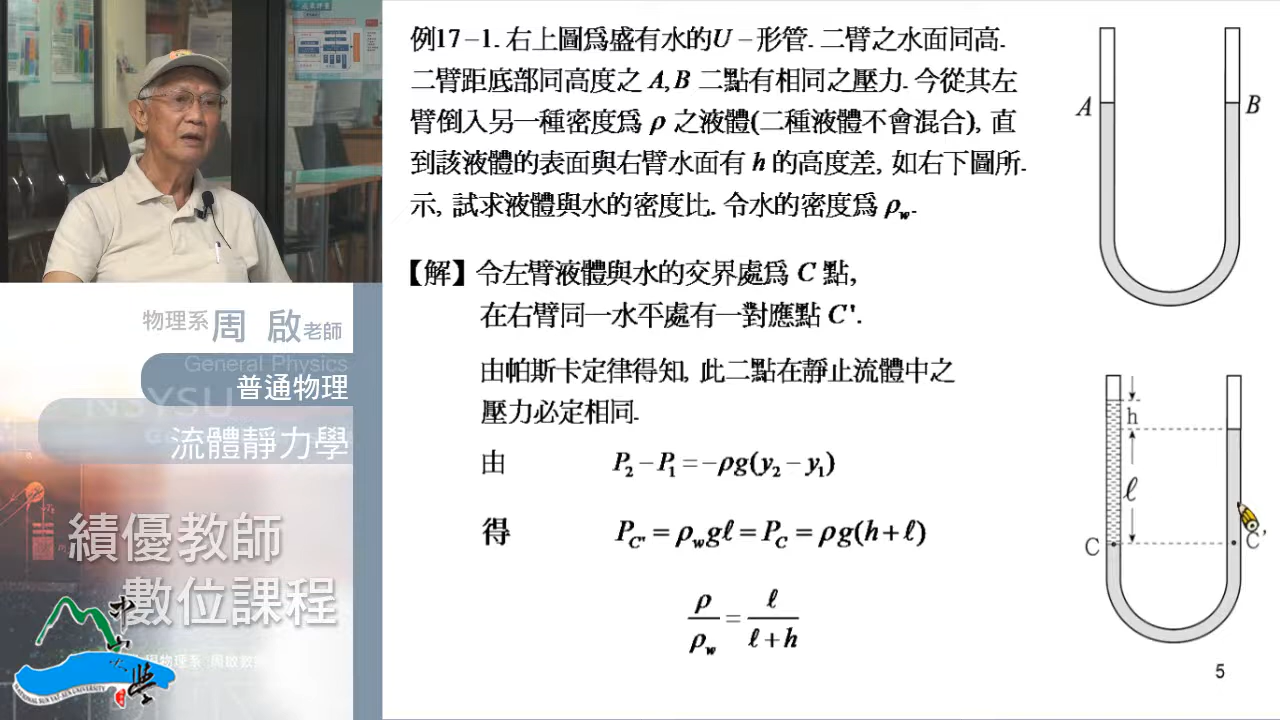 例17-1. 右上圖爲盛有水的U-形管. 二臂之水面同高.
二臂距底部同高度之 A, B 二點有相同之壓力. 今從其左
臂倒入另一種密度爲 ρ 之液體(二種液體不會混合), 直
到該液體的表面與右臂水面有 h 的高度差, 如右下圖所
示, 試求液體與水的密度比. 令水的密度爲 ρw.
【解】令左臂液體與水的交界處爲 C 點,
在右臂同一水平處有一對應點 C'.
由帕斯卡定律得知, 此二點在靜止流體中之
壓力必定相同.
由 P2 - P1 = -ρg(y2 - y1)
得 PC' = ρwgℓ = PC = ρg(h+ℓ)
ρ/ρw = ℓ/(ℓ+h)
A
B
h
ℓ
C
C'
5
物理系 周 啟 老師
General Physics
普通物理
NSYSU
流體靜力學
績優教師
數位課程
NATIONAL SUN YAT-SEN UNIVERSITY